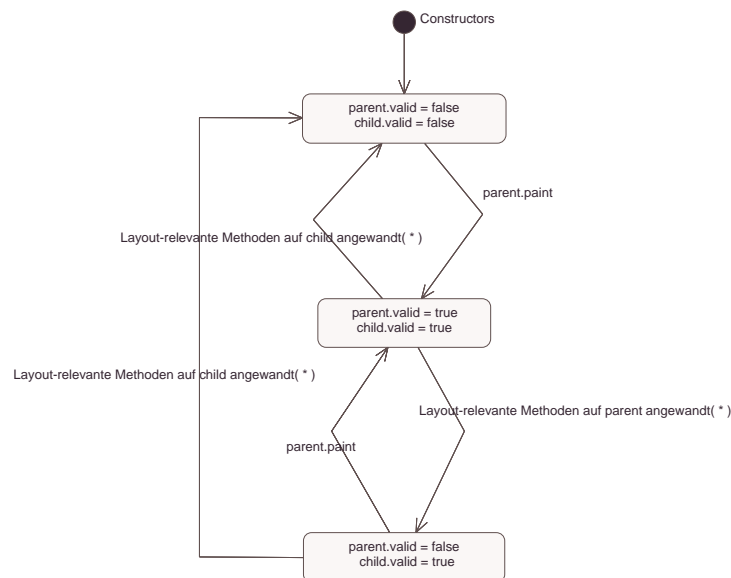 Constructors
parent.valid = false
child.valid = false
parent.paint
Layout-relevante Methoden auf child angewandt( * )
parent.valid = true
child.valid = true
Layout-relevante Methoden auf child angewandt( * )
Layout-relevante Methoden auf parent angewandt( * )
parent.paint
parent.valid = false
child.valid = true